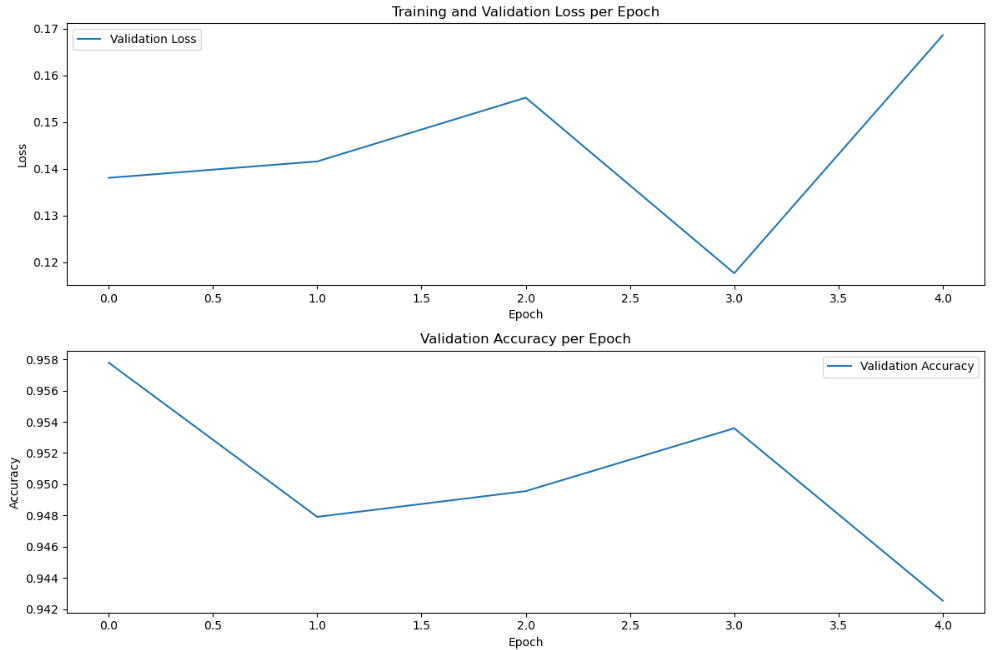 Training and Validation Loss per Epoch
Validation Loss
0.17
0.16
0.15
0.14
0.13
0.12
Loss
0.0 0.5 1.0 1.5 2.0 2.5 3.0 3.5 4.0
Epoch
Validation Accuracy per Epoch
Validation Accuracy
0.958
0.956
0.954
0.952
0.950
0.948
0.946
0.944
0.942
Accuracy
0.0 0.5 1.0 1.5 2.0 2.5 3.0 3.5 4.0
Epoch